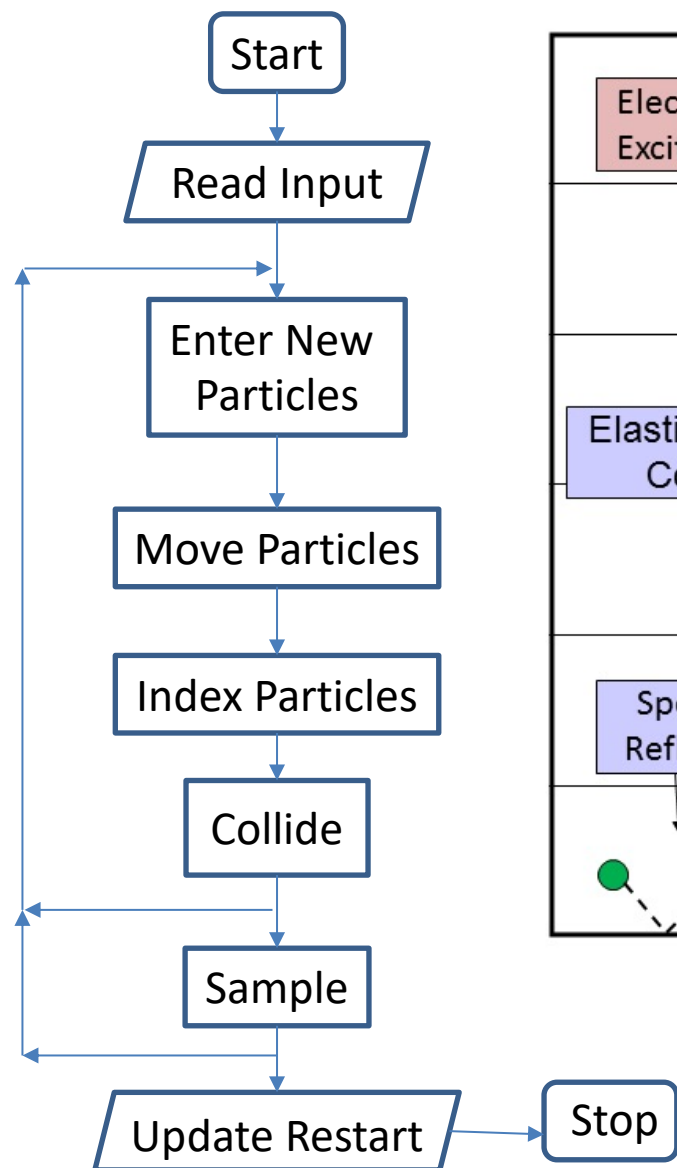 Start
Read Input
Enter New
Particles
Move Particles
Index Particles
Collide
Sample
Update Restart
Stop